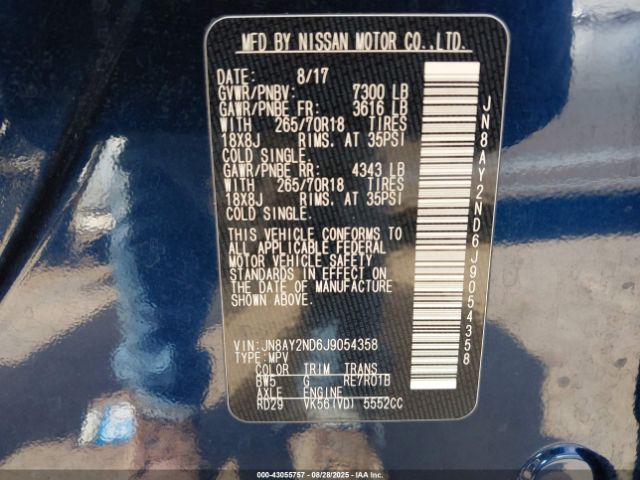 MFD BY NISSAN MOTOR CO.,LTD.
DATE: 8/17
GVWR/PNBV: 7300 LB
GAWR/PNBE FR: 3616 LB
WITH 265/70R18 TIRES
18X8J RIMS. AT 35PSI
COLD SINGLE.
GAWR/PNBE RR: 4343 LB
WITH 265/70R18 TIRES
18X8J RIMS. AT 35PSI
COLD SINGLE.
THIS VEHICLE CONFORMS TO
ALL APPLICABLE FEDERAL
MOTOR VEHICLE SAFETY
STANDARDS IN EFFECT ON
THE DATE OF MANUFACTURE
SHOWN ABOVE.
VIN: JN8AY2ND6J9054358
TYPE: MPV
COLOR TRIM TRANS
BW5 G RE7R01B
AXLE ENGINE
RD29 VK56(VD) 5552CC
JN8AY2ND6J9054358
000-43055757 - 08/28/2025 - IAAI.COM